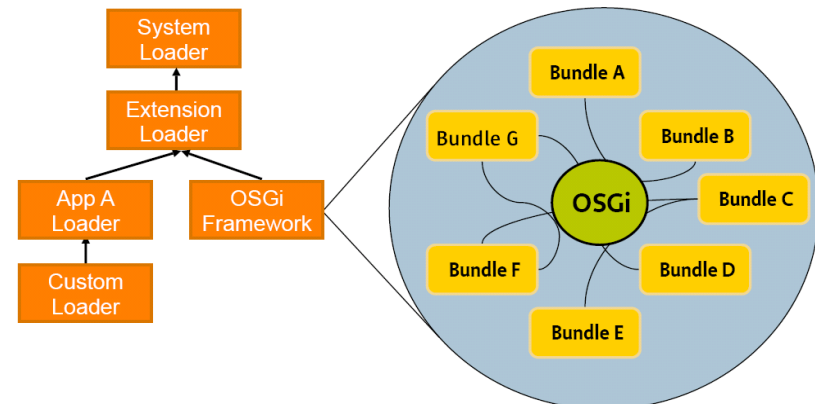 System
Loader
Extension
Loader
App A
Loader
OSGi
Framework
Custom
Loader
Bundle A
Bundle B
Bundle G
OSGi
Bundle C
Bundle F
Bundle D
Bundle E